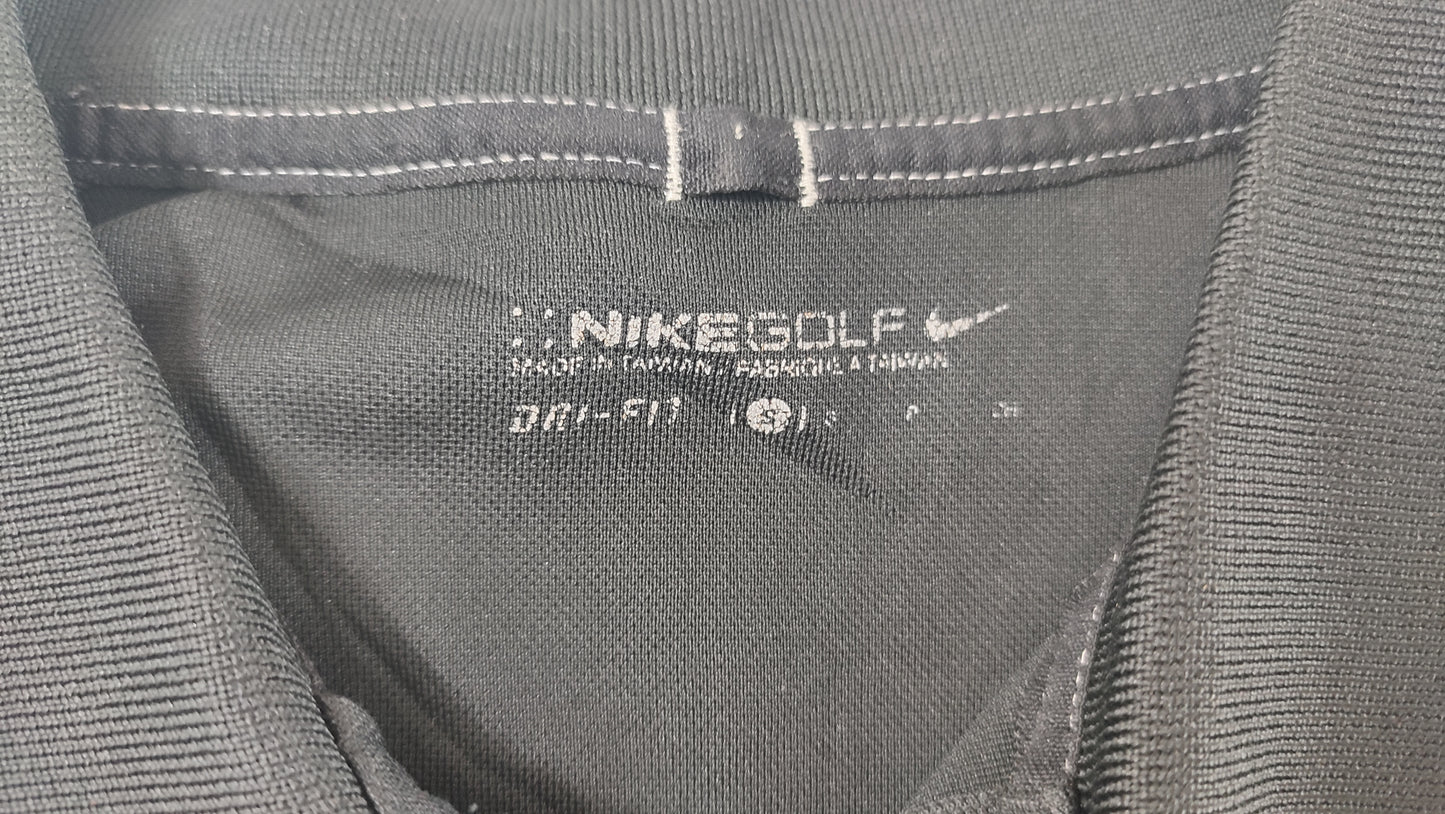 NIKEGOLF
MADE IN TAIWAN / FABRIQUÉ À TAIWAN
DRI-FIT S